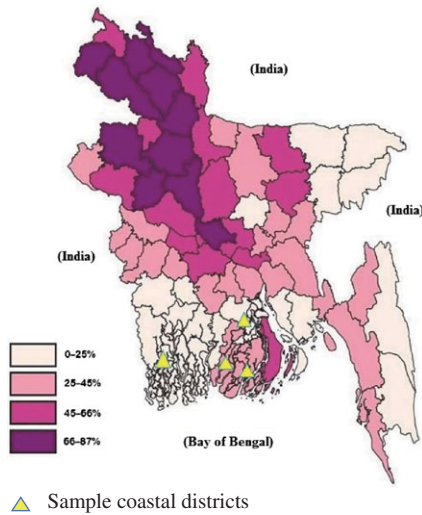 (India)
(India)
(India)
0–25%
25–45%
45–66%
66–87%
(Bay of Bengal)
Sample coastal districts